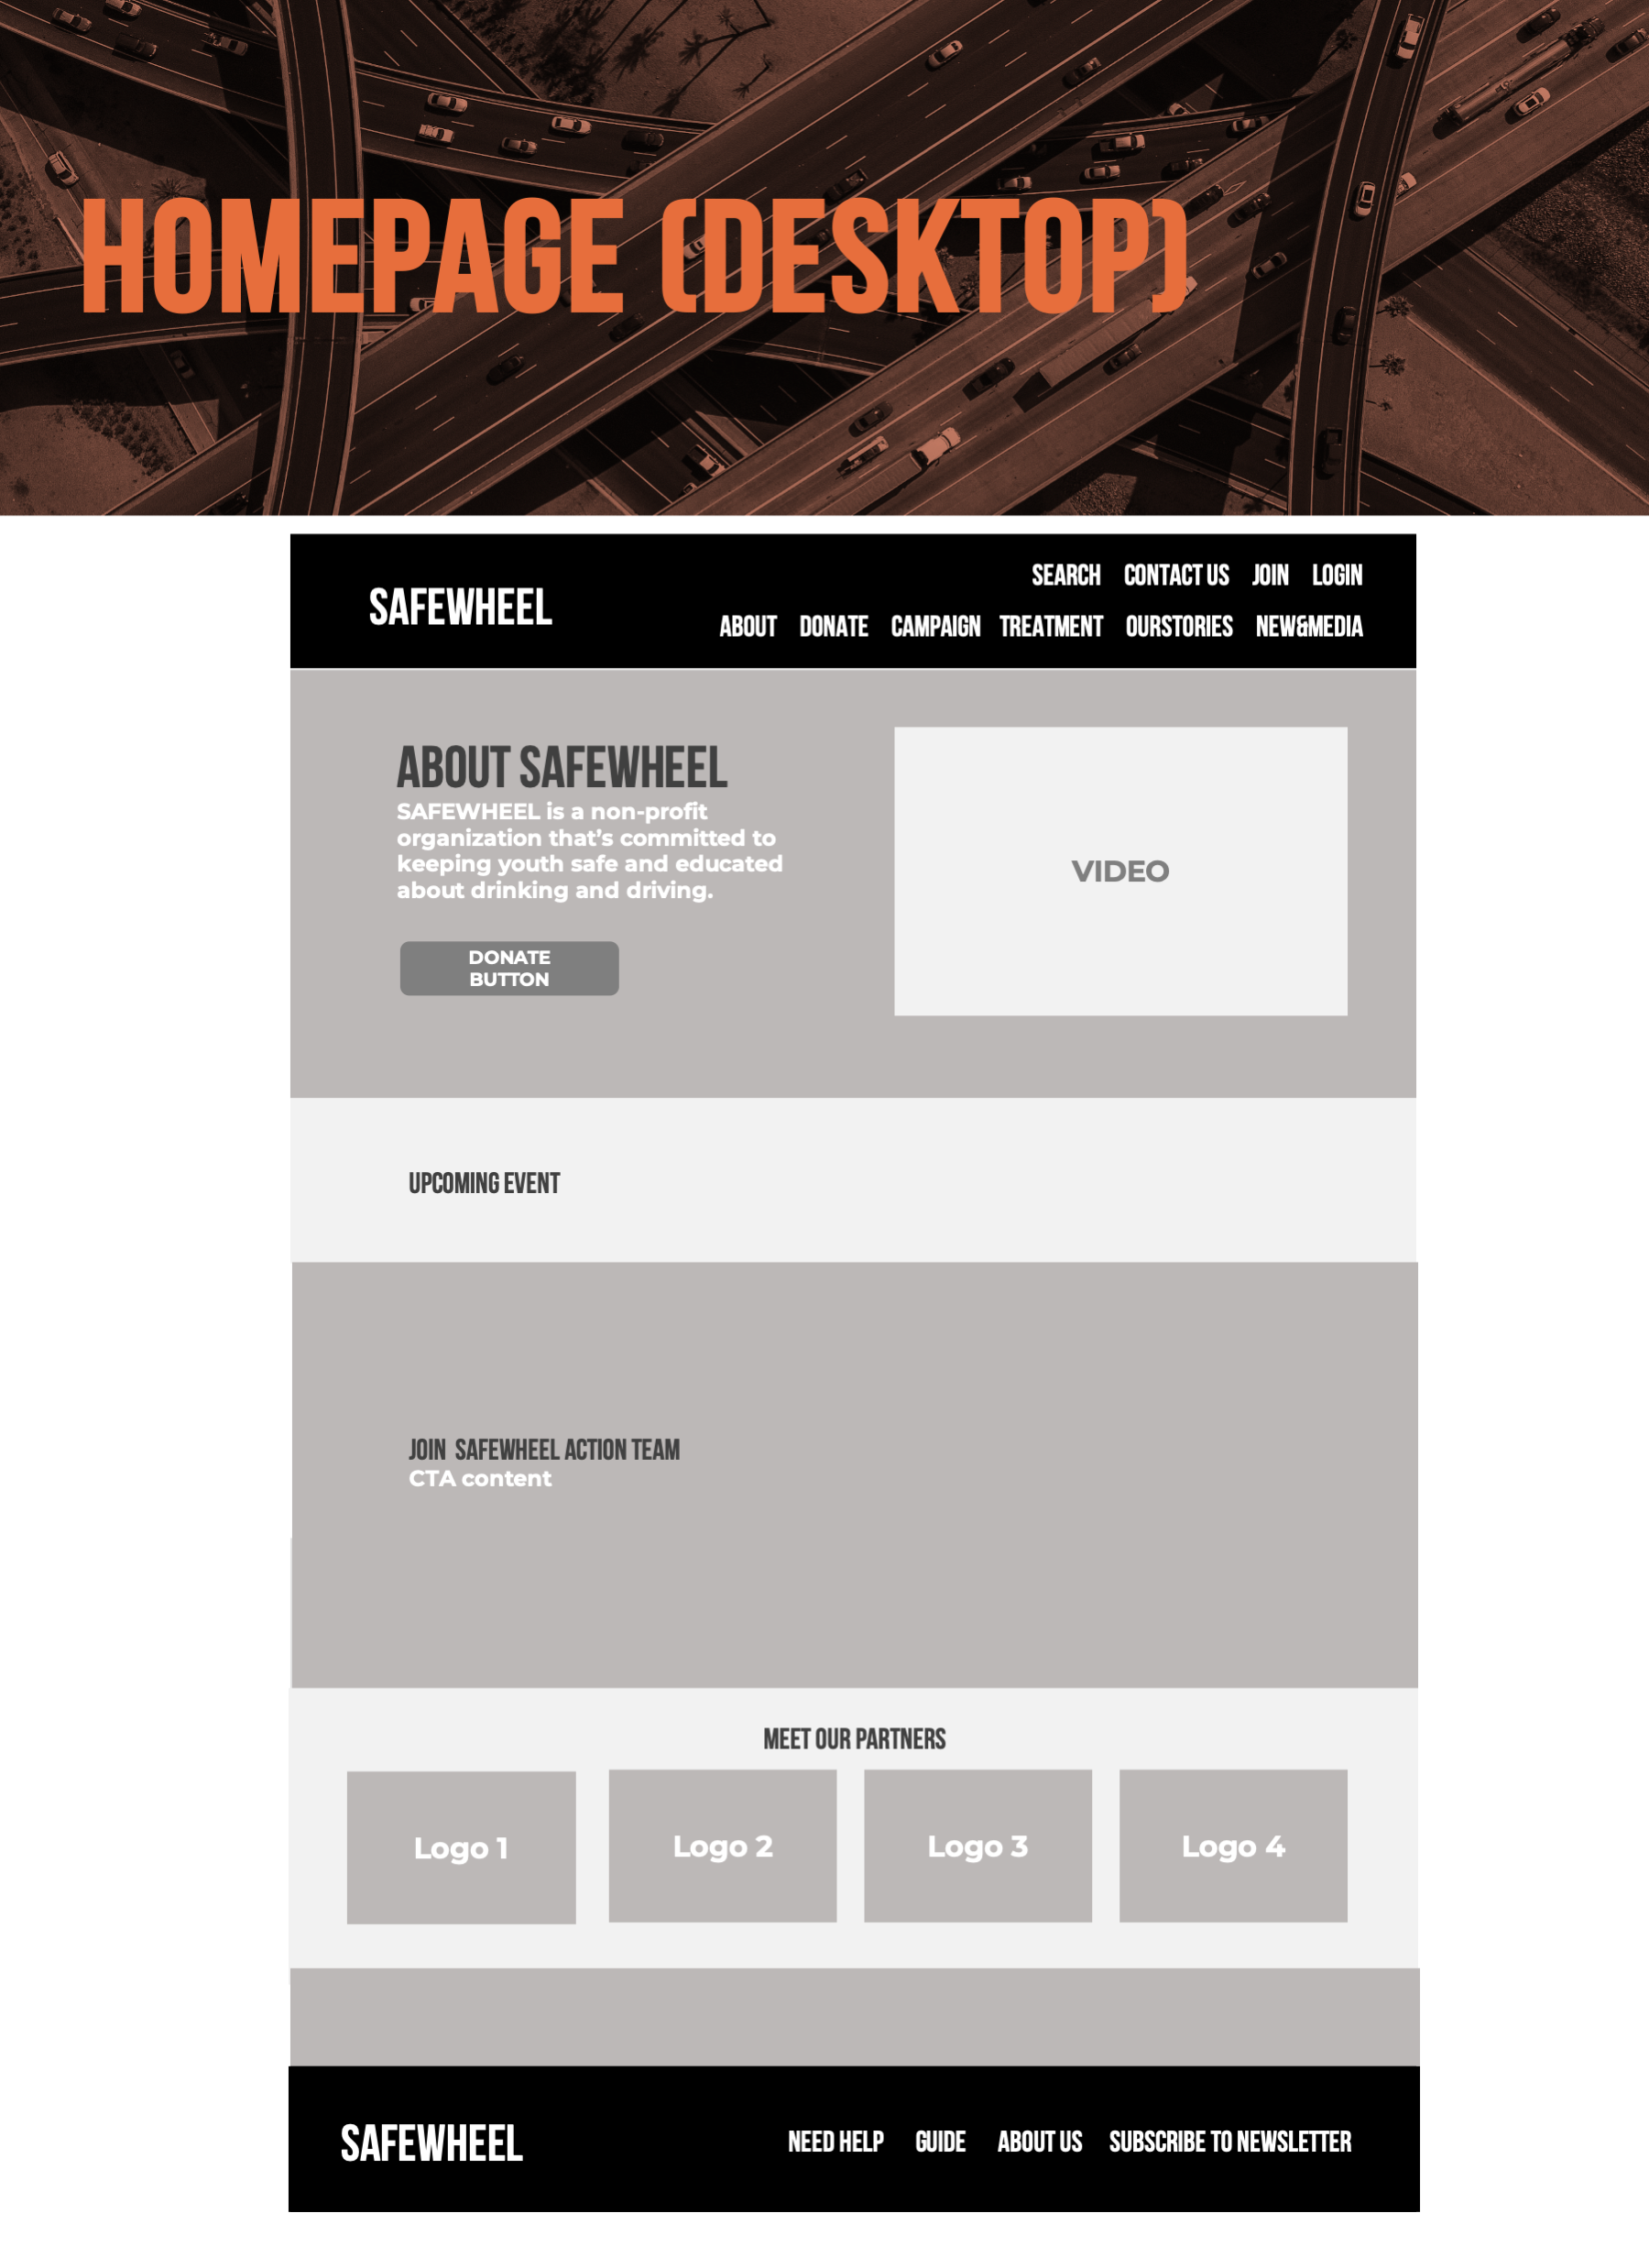 HOMEPAGE (DESKTOP)
SEARCH CONTACT US JOIN LOGIN
SAFEWHEEL
ABOUT DONATE CAMPAIGN TREATMENT OURSTORIES NEW&MEDIA
ABOUT SAFEWHEEL
SAFEWHEEL is a non-profit
organization that’s committed to
keeping youth safe and educated
about drinking and driving.
VIDEO
DONATE
BUTTON
UPCOMING EVENT
JOIN SAFEWHEEL ACTION TEAM
CTA content
MEET OUR PARTNERS
Logo 1 Logo 2 Logo 3 Logo 4
SAFEWHEEL
NEED HELP GUIDE ABOUT US SUBSCRIBE TO NEWSLETTER